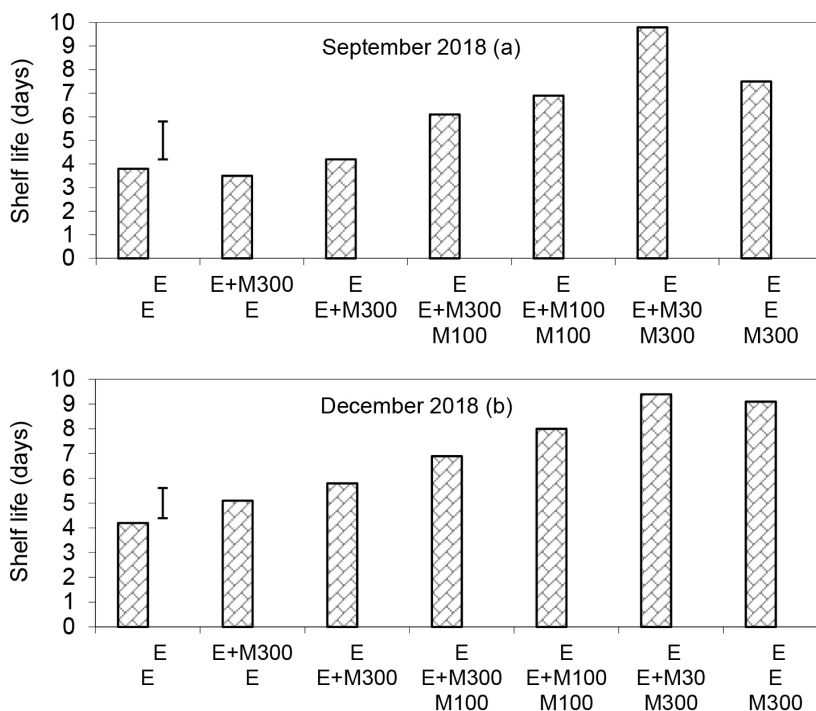 September 2018 (a)
Shelf life (days)
10
9
8
7
6
5
4
3
2
1
0
E E+M300 E E E E E
E E E+M300 E+M300 E+M100 E+M30 E
M100 M100 M300 M300
December 2018 (b)
Shelf life (days)
10
9
8
7
6
5
4
3
2
1
0
E E+M300 E E E E E
E E E+M300 E+M300 E+M100 E+M30 E
M100 M100 M300 M300